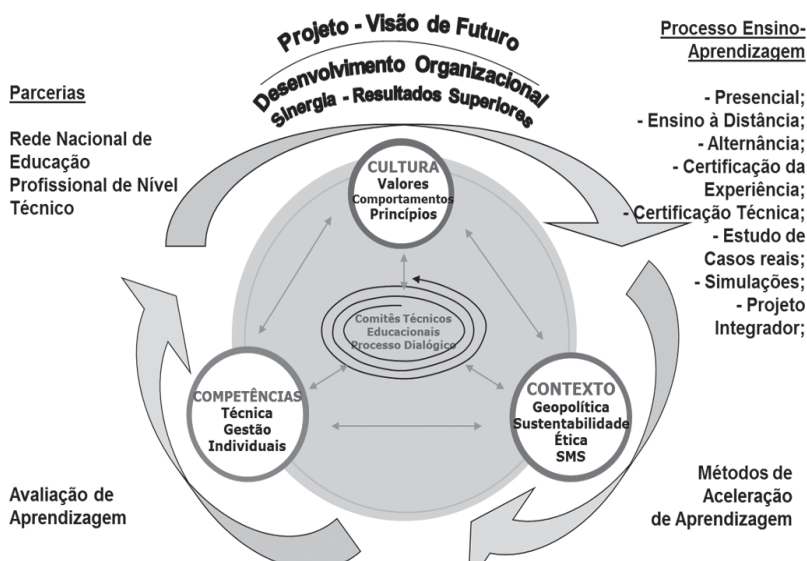 Projeto - Visão de Futuro
Desenvolvimento Organizacional
Sinergia - Resultados Superiores
Parcerias
Rede Nacional de
Educação
Profissional de Nível
Técnico
Processo Ensino-
Aprendizagem
- Presencial;
- Ensino à Distância;
- Alternância;
- Certificação da
Experiência;
- Certificação Técnica;
- Estudo de
Casos reais;
- Simulações;
- Projeto
Integrador;
CULTURA
Valores
Comportamentos
Princípios
Comitês Técnicos
Educacionais
Processo Dialógico
COMPETÊNCIAS
Técnica
Gestão
Individuais
CONTEXTO
Geopolítica
Sustentabilidade
Ética
SMS
Avaliação de
Aprendizagem
Métodos de
Aceleração
de Aprendizagem